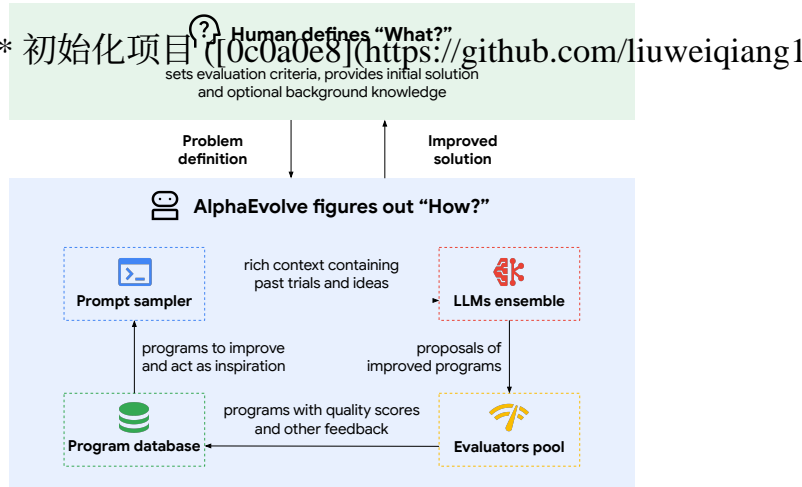 Human defines “What?”
* 初始化项目 ([0c0a0e8](https://github.com/liuweiqiang1
sets evaluation criteria, provides initial solution
and optional background knowledge
Problem
definition
Improved
solution
AlphaEvolve figures out “How?”
Prompt sampler
rich context containing
past trials and ideas
LLMs ensemble
programs to improve
and act as inspiration
proposals of
improved programs
Program database
programs with quality scores
and other feedback
Evaluators pool